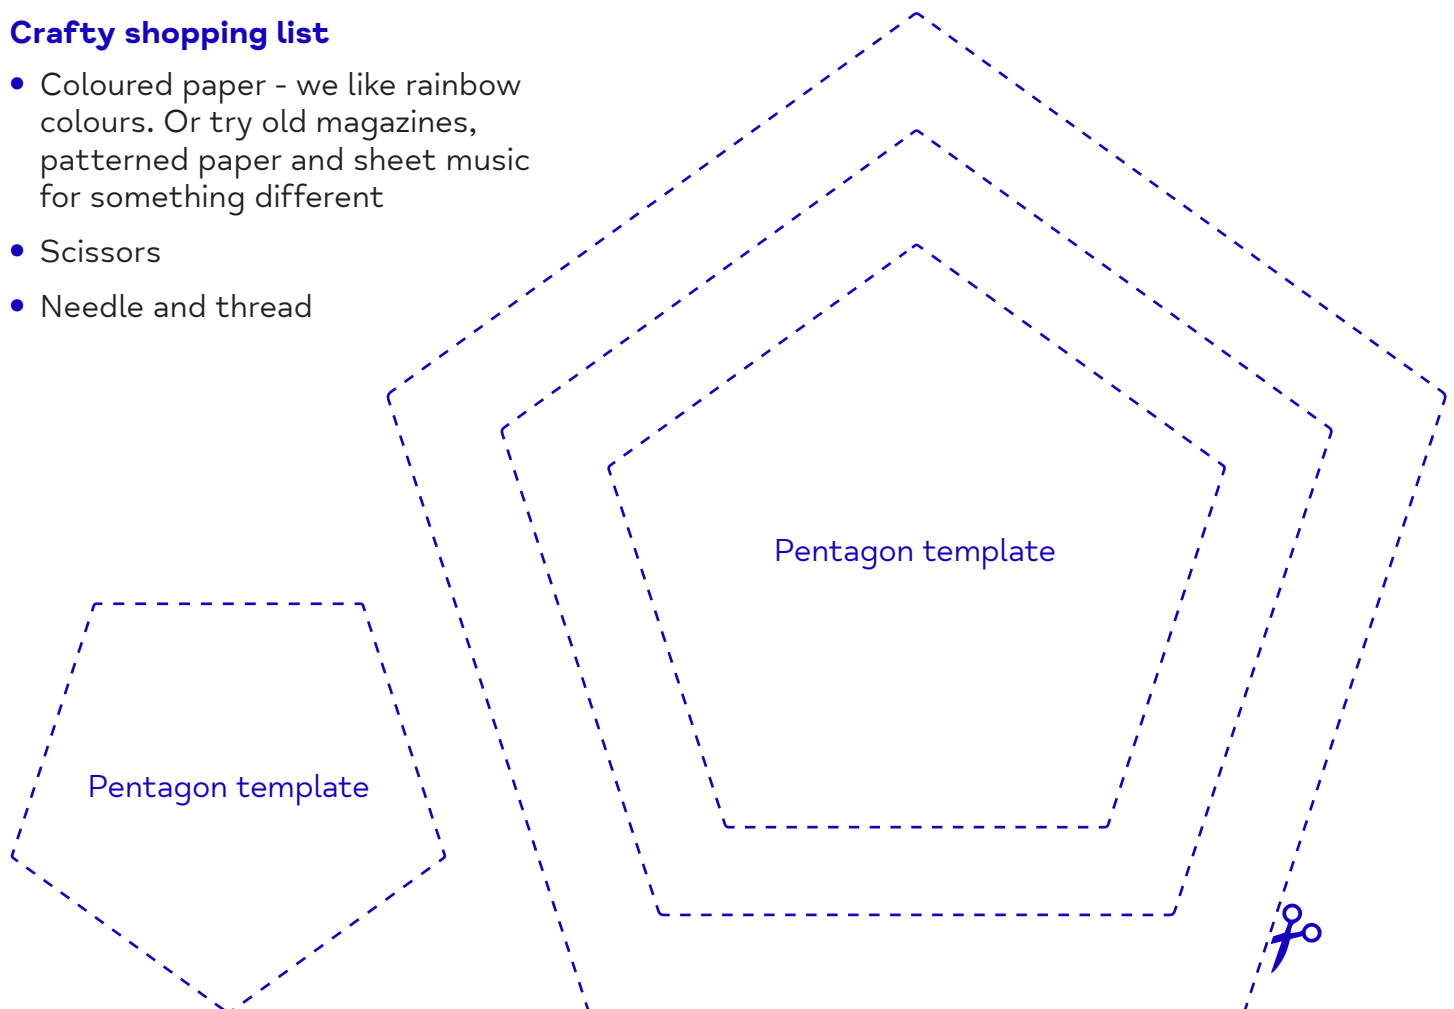 Crafty shopping list
• Coloured paper - we like rainbow
colours. Or try old magazines,
patterned paper and sheet music
for something different
• Scissors
• Needle and thread
Pentagon template
Pentagon template